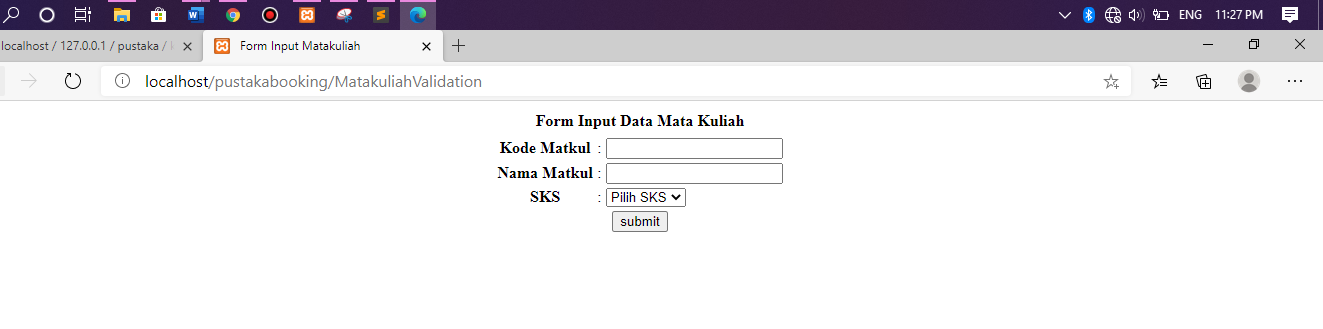 ENG 11:27 PM
localhost / 127.0.0.1 / pustaka /
Form Input Matakuliah
localhost/pustakabooking/MatakuliahValidation
Form Input Data Mata Kuliah
Kode Matkul :
Nama Matkul :
SKS : Pilih SKS
submit